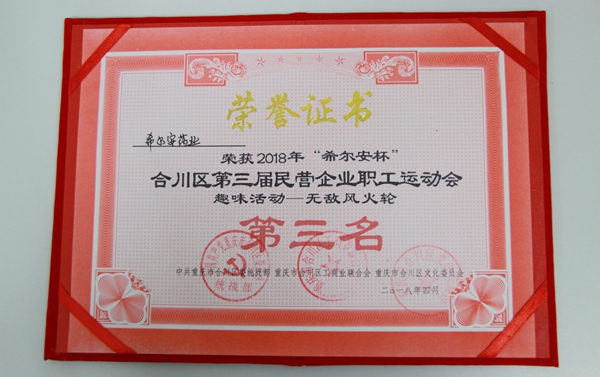 荣誉证书
希尔安药业
荣获2018年“希尔安杯”
合川区第三届民营企业职工运动会
趣味活动—无敌风火轮
第三名
中共重庆市合川区委统战部 重庆市合川区工商业联合会 重庆市合川区文化委员会
统战部
二〇一八年四月